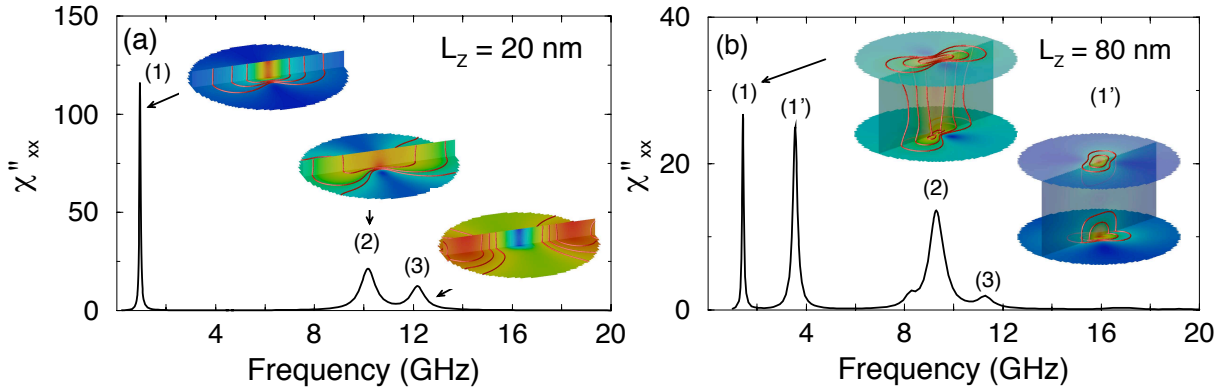 (a)
L_Z = 20 nm
150
100
50
0
χ''_xx
(1)
(2)
(3)
4 8 12 16 20
Frequency (GHz)
(b)
L_Z = 80 nm
40
20
0
χ''_xx
(1)
(1')
(1')
(2)
(3)
4 8 12 16 20
Frequency (GHz)